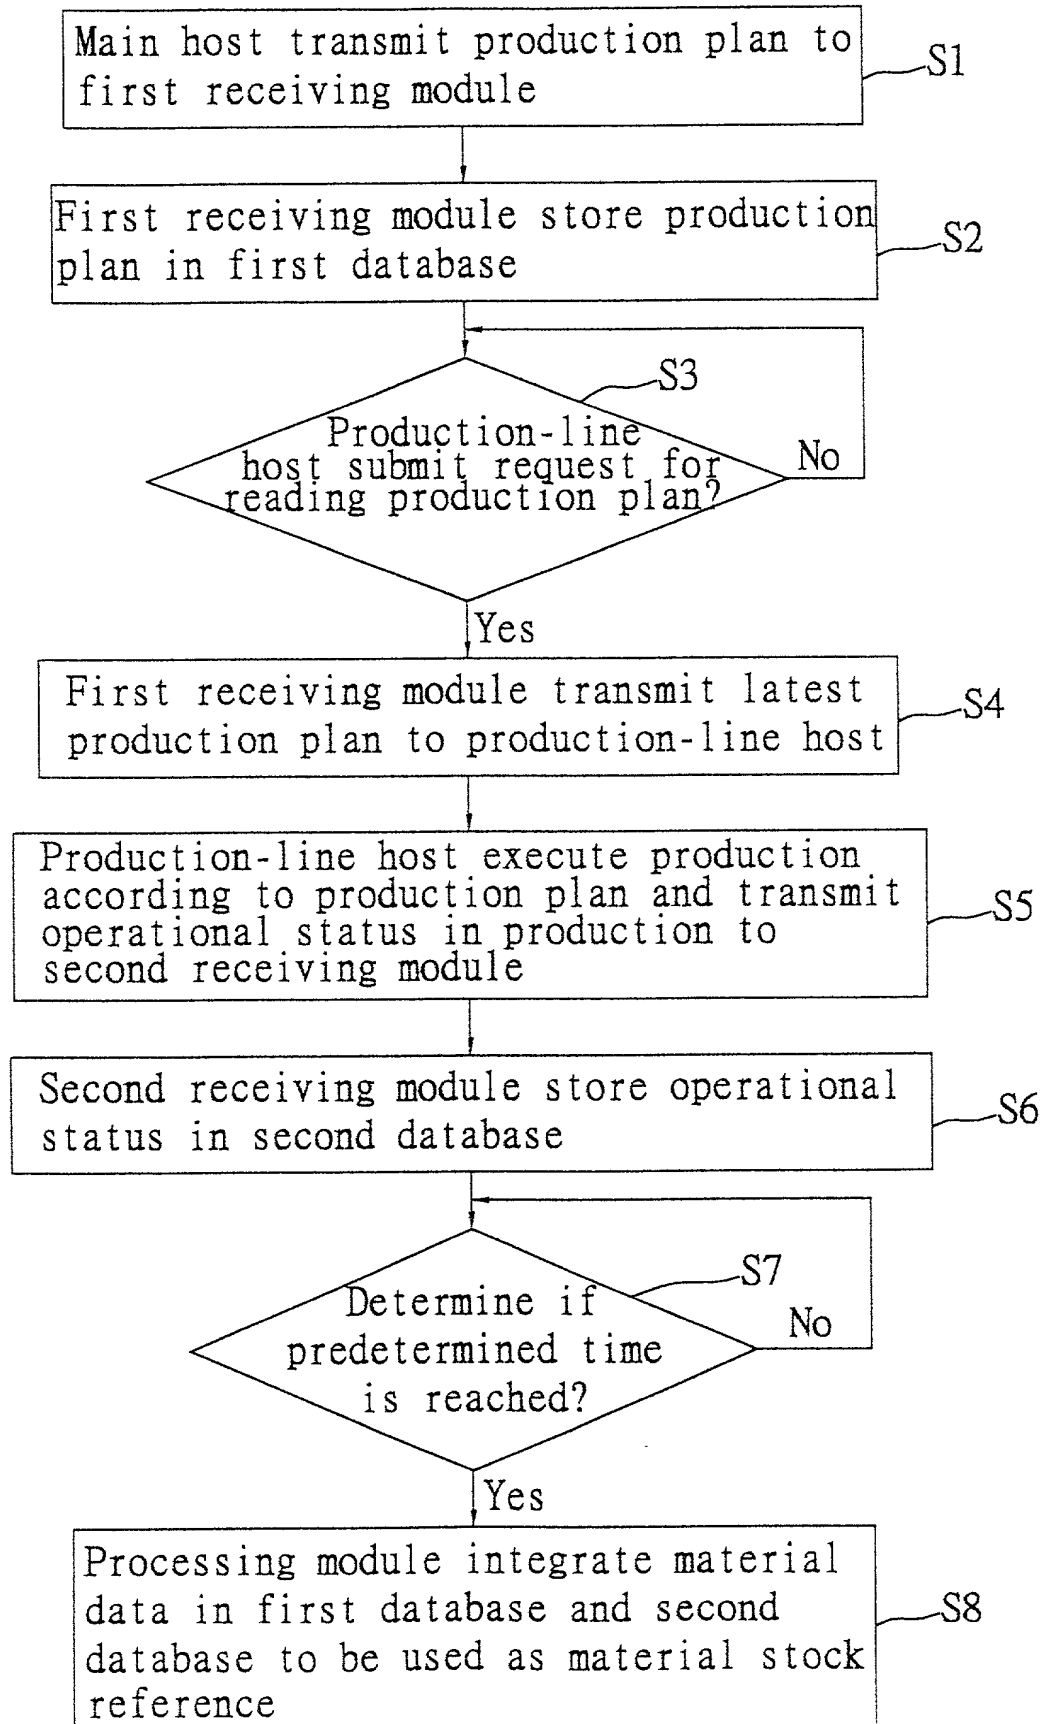 Main host transmit production plan to
first receiving module
S1
First receiving module store production
plan in first database
S2
S3
Production-line
host submit request for
reading production plan?
No
Yes
First receiving module transmit latest
production plan to production-line host
S4
Production-line host execute production
according to production plan and transmit
operational status in production to
second receiving module
S5
Second receiving module store operational
status in second database
S6
S7
Determine if
predetermined time
is reached?
No
Yes
Processing module integrate material
data in first database and second
database to be used as material stock
reference
S8